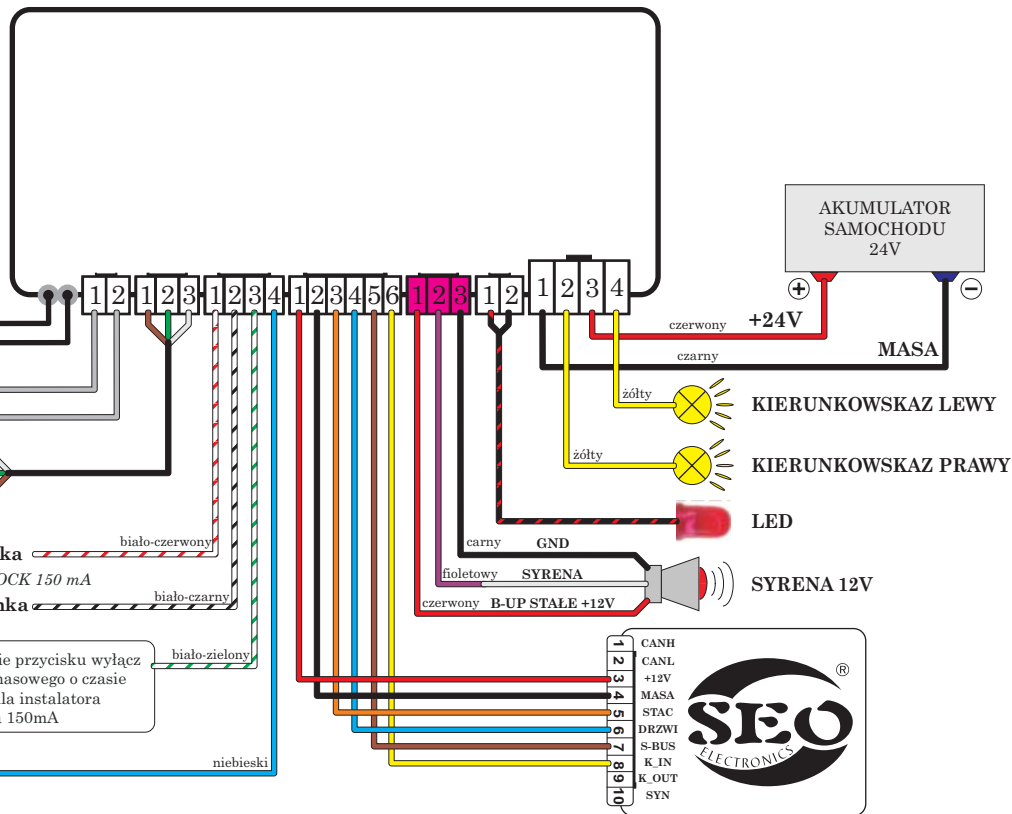 AKUMULATOR
SAMOCHODU
24V
1 2
1 2 3
1 2 3 4
1 2 3 4 5 6
1 2 3
1 2
1 2 3 4
+ −
czerwony +24V
czarny MASA
żółty KIERUNKOWSKAZ LEWY
żółty KIERUNKOWSKAZ PRAWY
LED
carny GND
fioletowy SYRENA
SYRENA 12V
czerwony B-UP STAŁE +12V
ka biało-czerwony
OCK 150 mA
nka biało-czarny
ie przycisku wyłącz biało-zielony
nasowego o czasie
la instalatora
150mA
niebieski
1 CANH
2 CANL
3 +12V
4 MASA
5 STAC
6 DRZWI
7 S-BUS
8 K_IN
9 K_OUT
10 SYN
SEO ®
ELECTRONICS